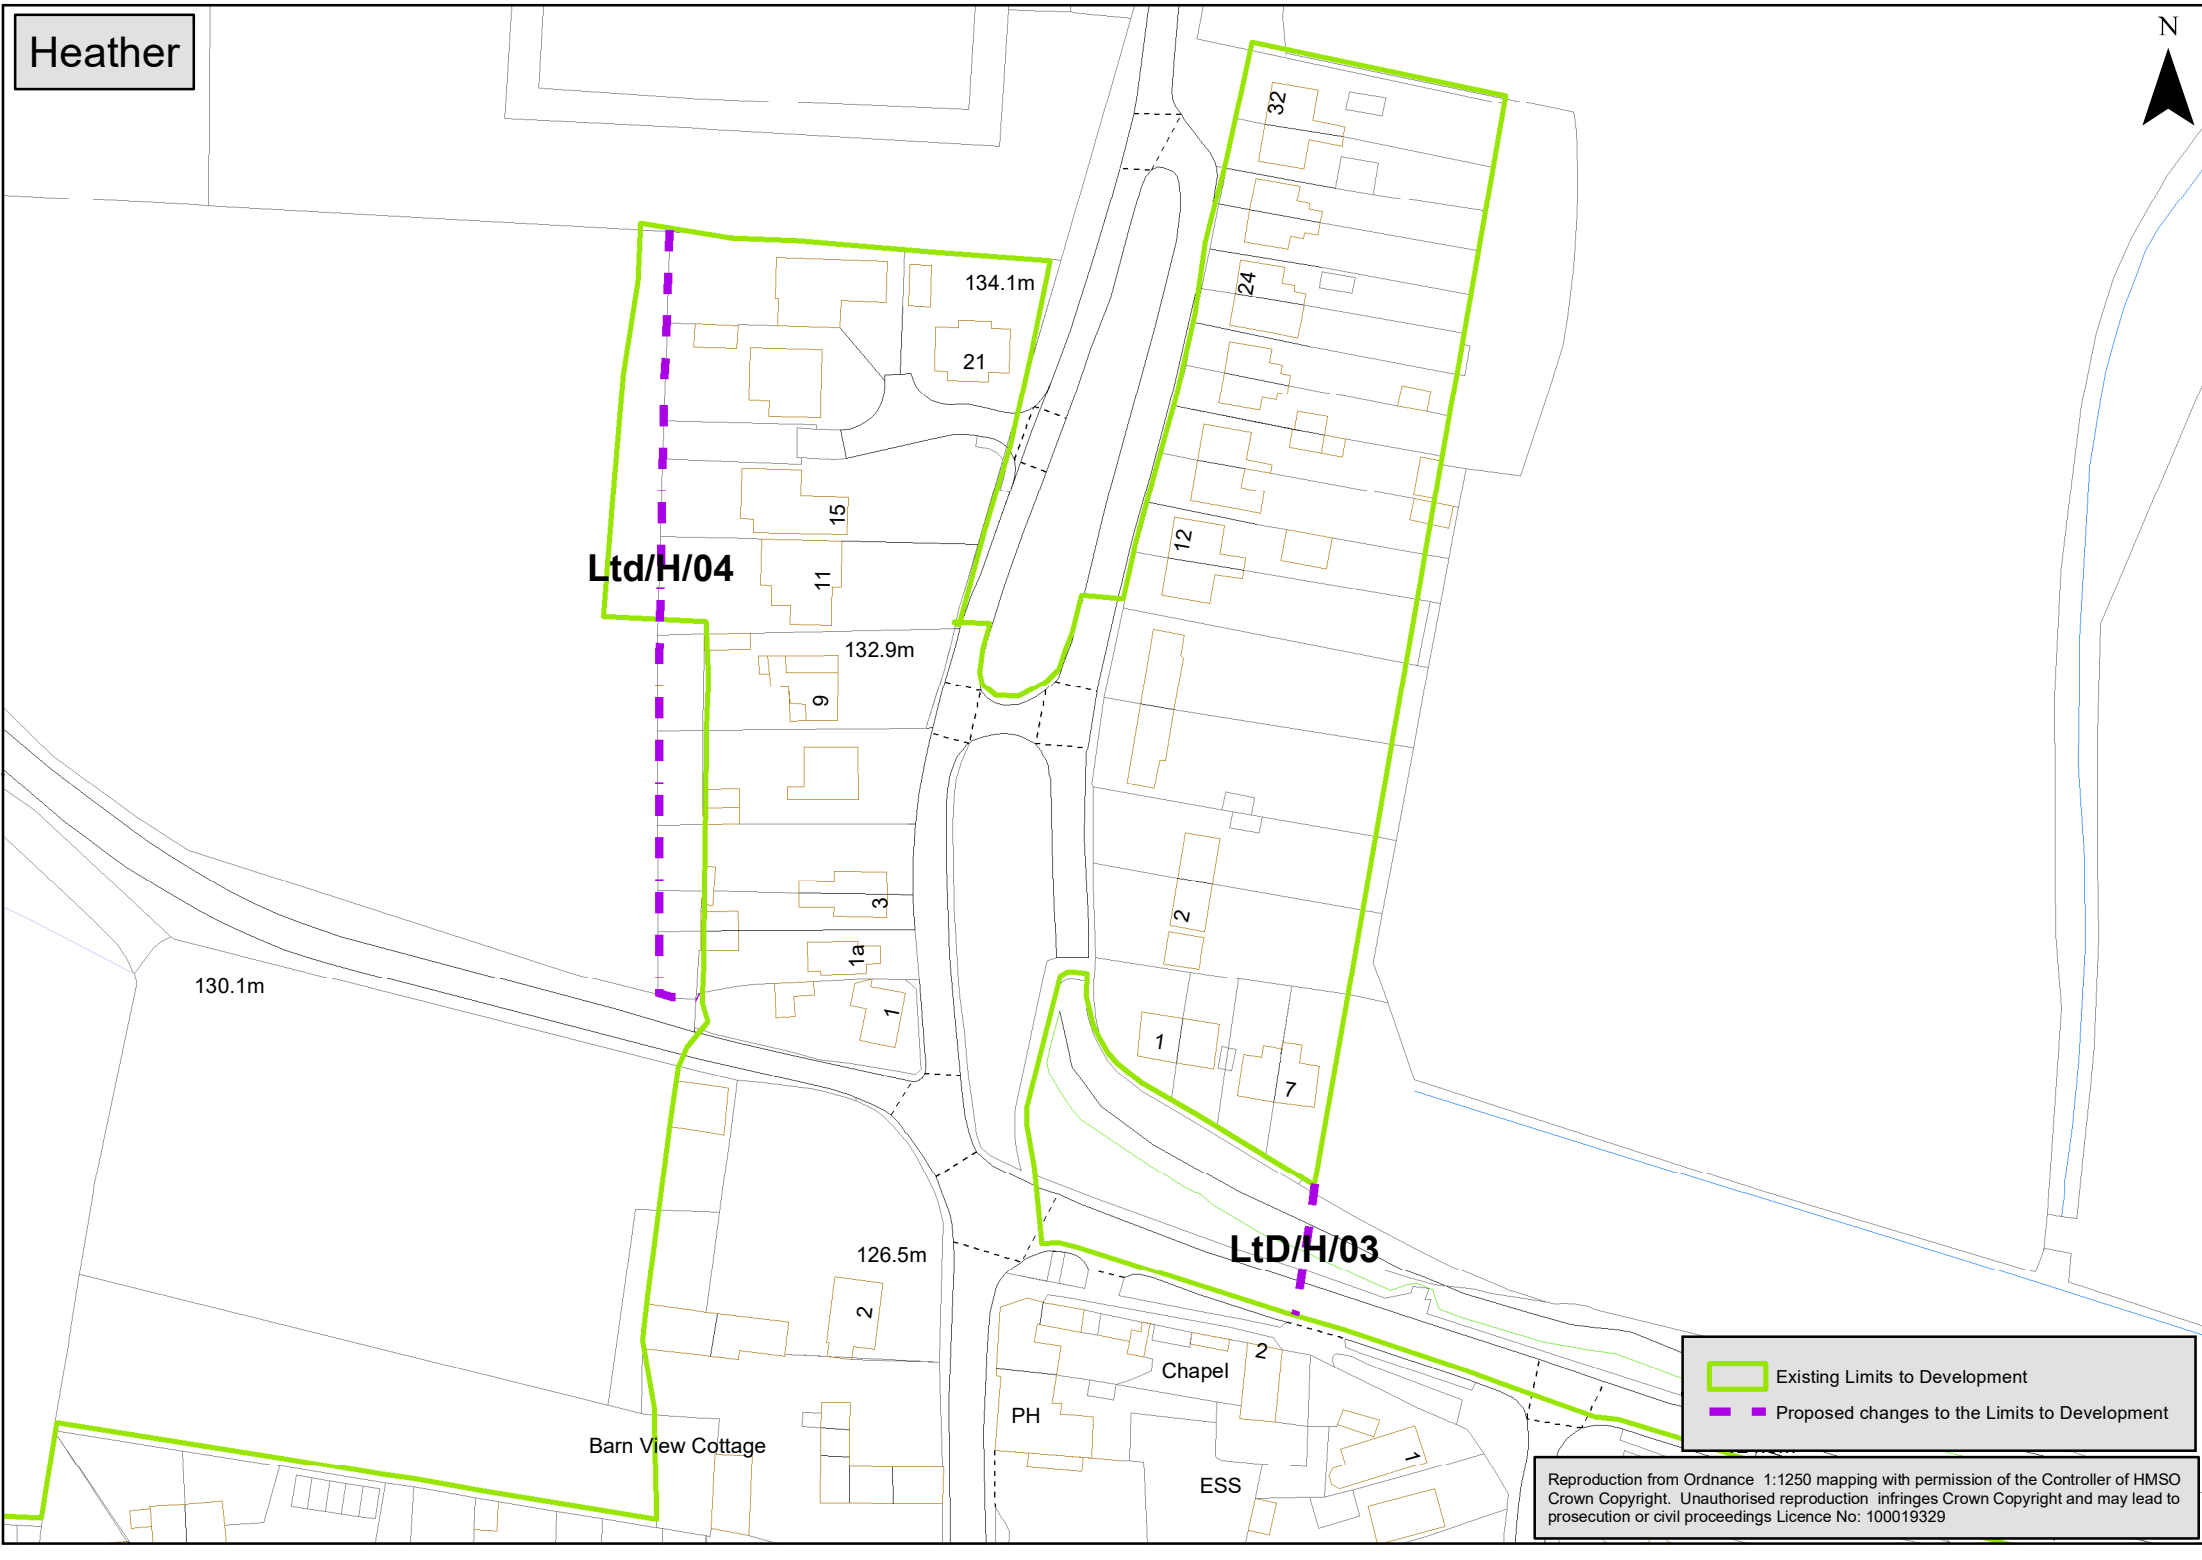 Heather
N
32
134.1m
24
21
15
12
Ltd/H/04
11
132.9m
9
3
2
1a
130.1m
1
1
7
126.5m
LtD/H/03
2
2
Chapel
Existing Limits to Development
PH
Proposed changes to the Limits to Development
Barn View Cottage
1
ESS
Reproduction from Ordnance 1:1250 mapping with permission of the Controller of HMSO
Crown Copyright. Unauthorised reproduction infringes Crown Copyright and may lead to
prosecution or civil proceedings Licence No: 100019329